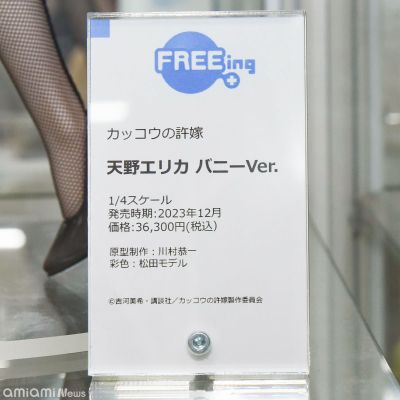 FREEing
カッコウの許嫁
天野エリカ バニーVer.
1/4スケール
発売時期:2023年12月
価格:36,300円(税込)
原型制作：川村恭一
彩色：松田モデル
©吉河美希・講談社／カッコウの許嫁製作委員会
amiami News